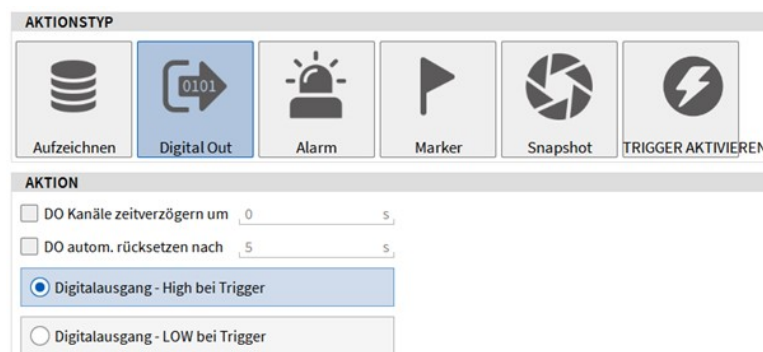 AKTIONSTYP
0101
Aufzeichnen Digital Out Alarm Marker Snapshot TRIGGER AKTIVIEREN
AKTION
DO Kanäle zeitverzögern um 0 s
DO autom. rücksetzen nach 5 s
Digitalausgang - High bei Trigger
Digitalausgang - LOW bei Trigger